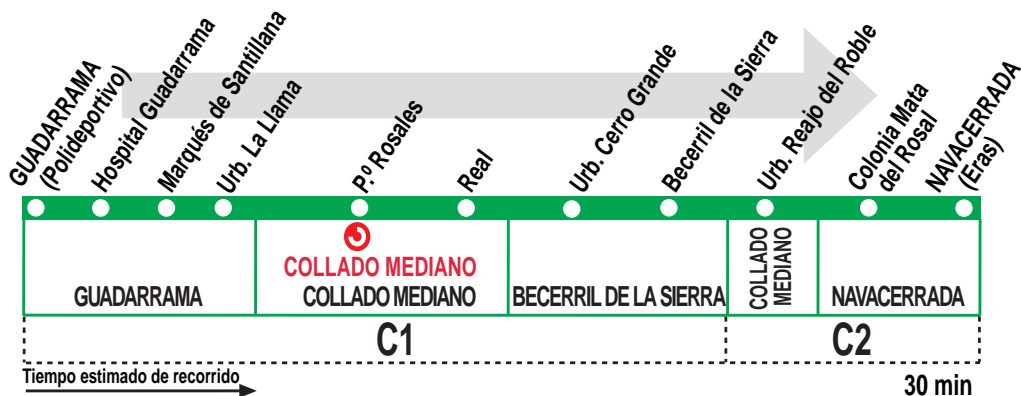 GUADARRAMA
(Polideportivo)
Hospital Guadarrama
Marqués de Santillana
Urb. La Llama
P.º Rosales
Real
Urb. Cerro Grande
Becerril de la Sierra
Urb. Reajo del Roble
Colonia Mata
del Rosal
NAVACERRADA
(Eras)
COLLADO MEDIANO
GUADARRAMA
COLLADO MEDIANO
BECERRIL DE LA SIERRA
COLLADO
MEDIANO
NAVACERRADA
C1
C2
Tiempo estimado de recorrido
30 min